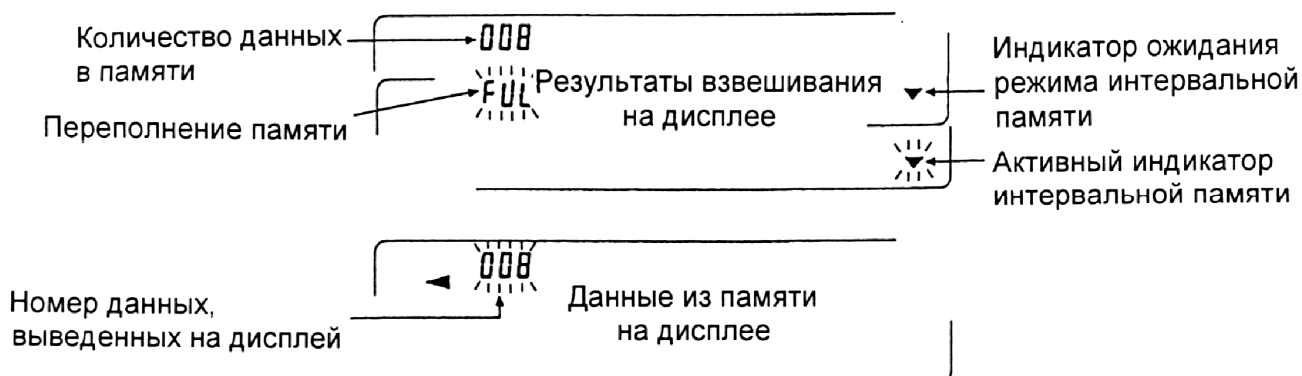 Количество данных
в памяти
008
FUL
Переполнение памяти
Результаты взвешивания
на дисплее
Индикатор ожидания
режима интервальной
памяти
Активный индикатор
интервальной памяти
008
Номер данных,
выведенных на дисплей
Данные из памяти
на дисплее